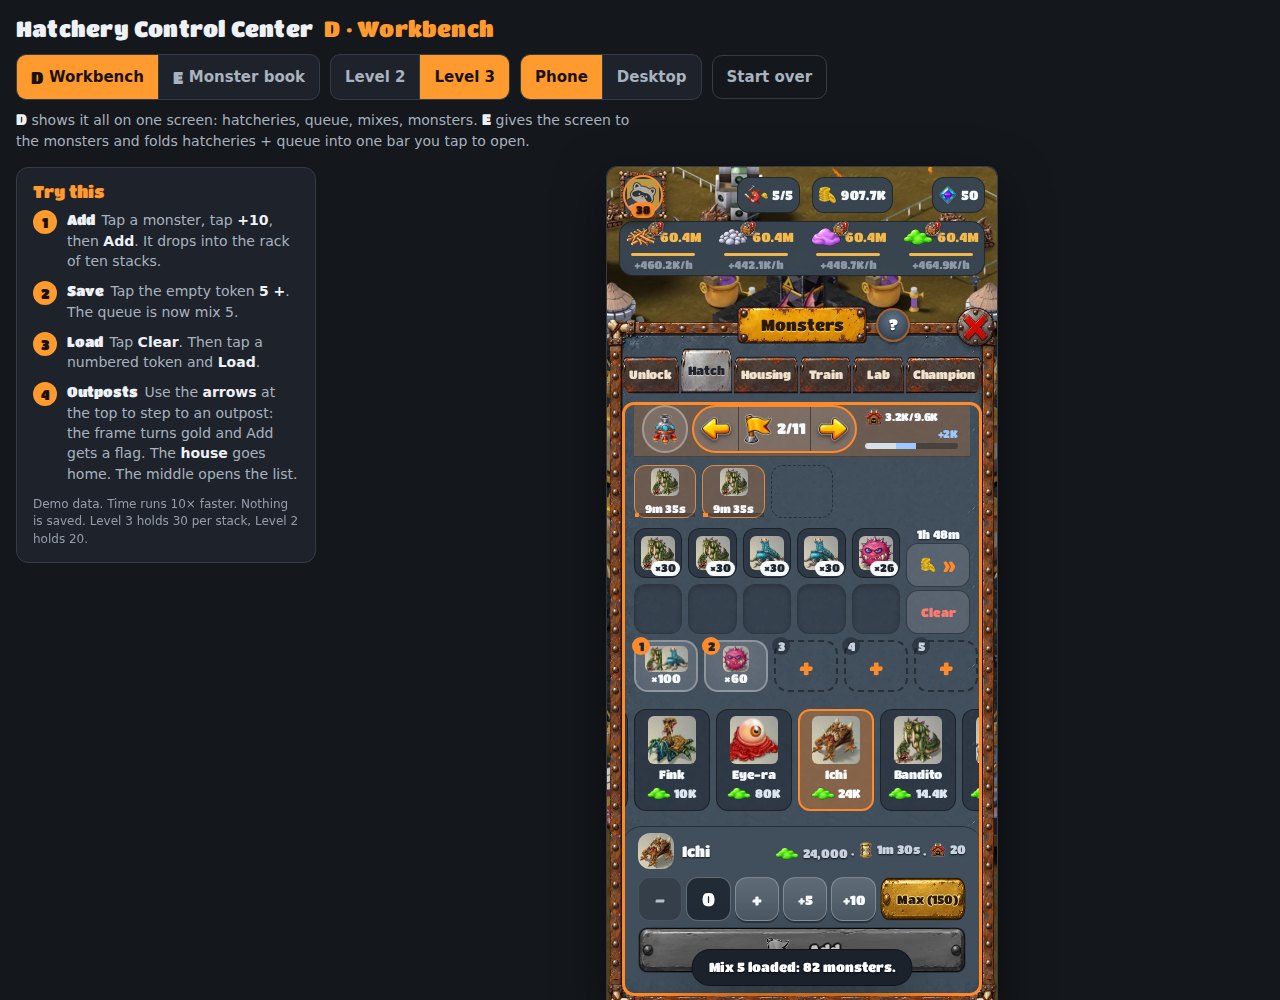 Hatchery Control Center D · Workbench
D Workbench
E Monster book
Level 2
Level 3
Phone
Desktop
Start over
D shows it all on one screen: hatcheries, queue, mixes, monsters. E gives the screen to
the monsters and folds hatcheries + queue into one bar you tap to open.
Try this
1 Add Tap a monster, tap +10,
then Add. It drops into the rack
of ten stacks.
2 Save Tap the empty token 5 +.
The queue is now mix 5.
3 Load Tap Clear. Then tap a
numbered token and Load.
4 Outposts Use the arrows at
the top to step to an outpost:
the frame turns gold and Add
gets a flag. The house goes
home. The middle opens the list.
Demo data. Time runs 10× faster. Nothing
is saved. Level 3 holds 30 per stack, Level 2
holds 20.
30
5/5
907.7K
50
60.4M 60.4M 60.4M 60.4M
+460.2K/h +442.1K/h +448.7K/h +464.9K/h
Monsters
?
Unlock Hatch Housing Train Lab Champion
2/11
3.2K/9.6K
+2K
9m 35s 9m 35s
1h 48m
×30 ×30 ×30 ×30 ×26
»
Clear
1 2 3 4 5
×100 ×60 + + +
Fink Eye-ra Ichi Bandito
10K 80K 24K 14.4K
Ichi 24,000 · 1m 30s · 20
− 0 + +5 +10 Max (150)
Add
Mix 5 loaded: 82 monsters.